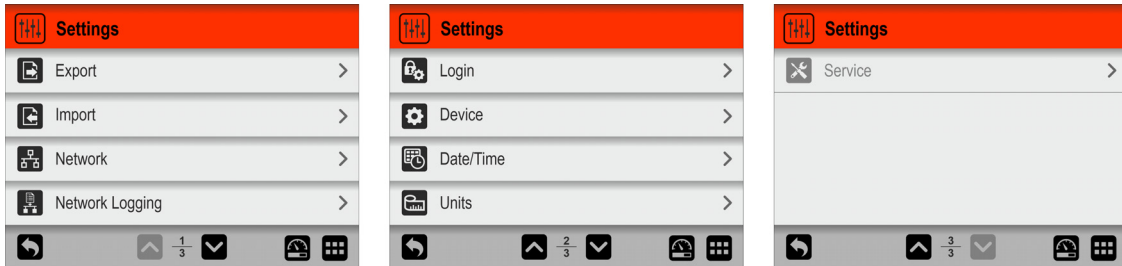 Settings
Export
Import
Network
Network Logging
1
3
Settings
Login
Device
Date/Time
Units
2
3
Settings
Service
3
3